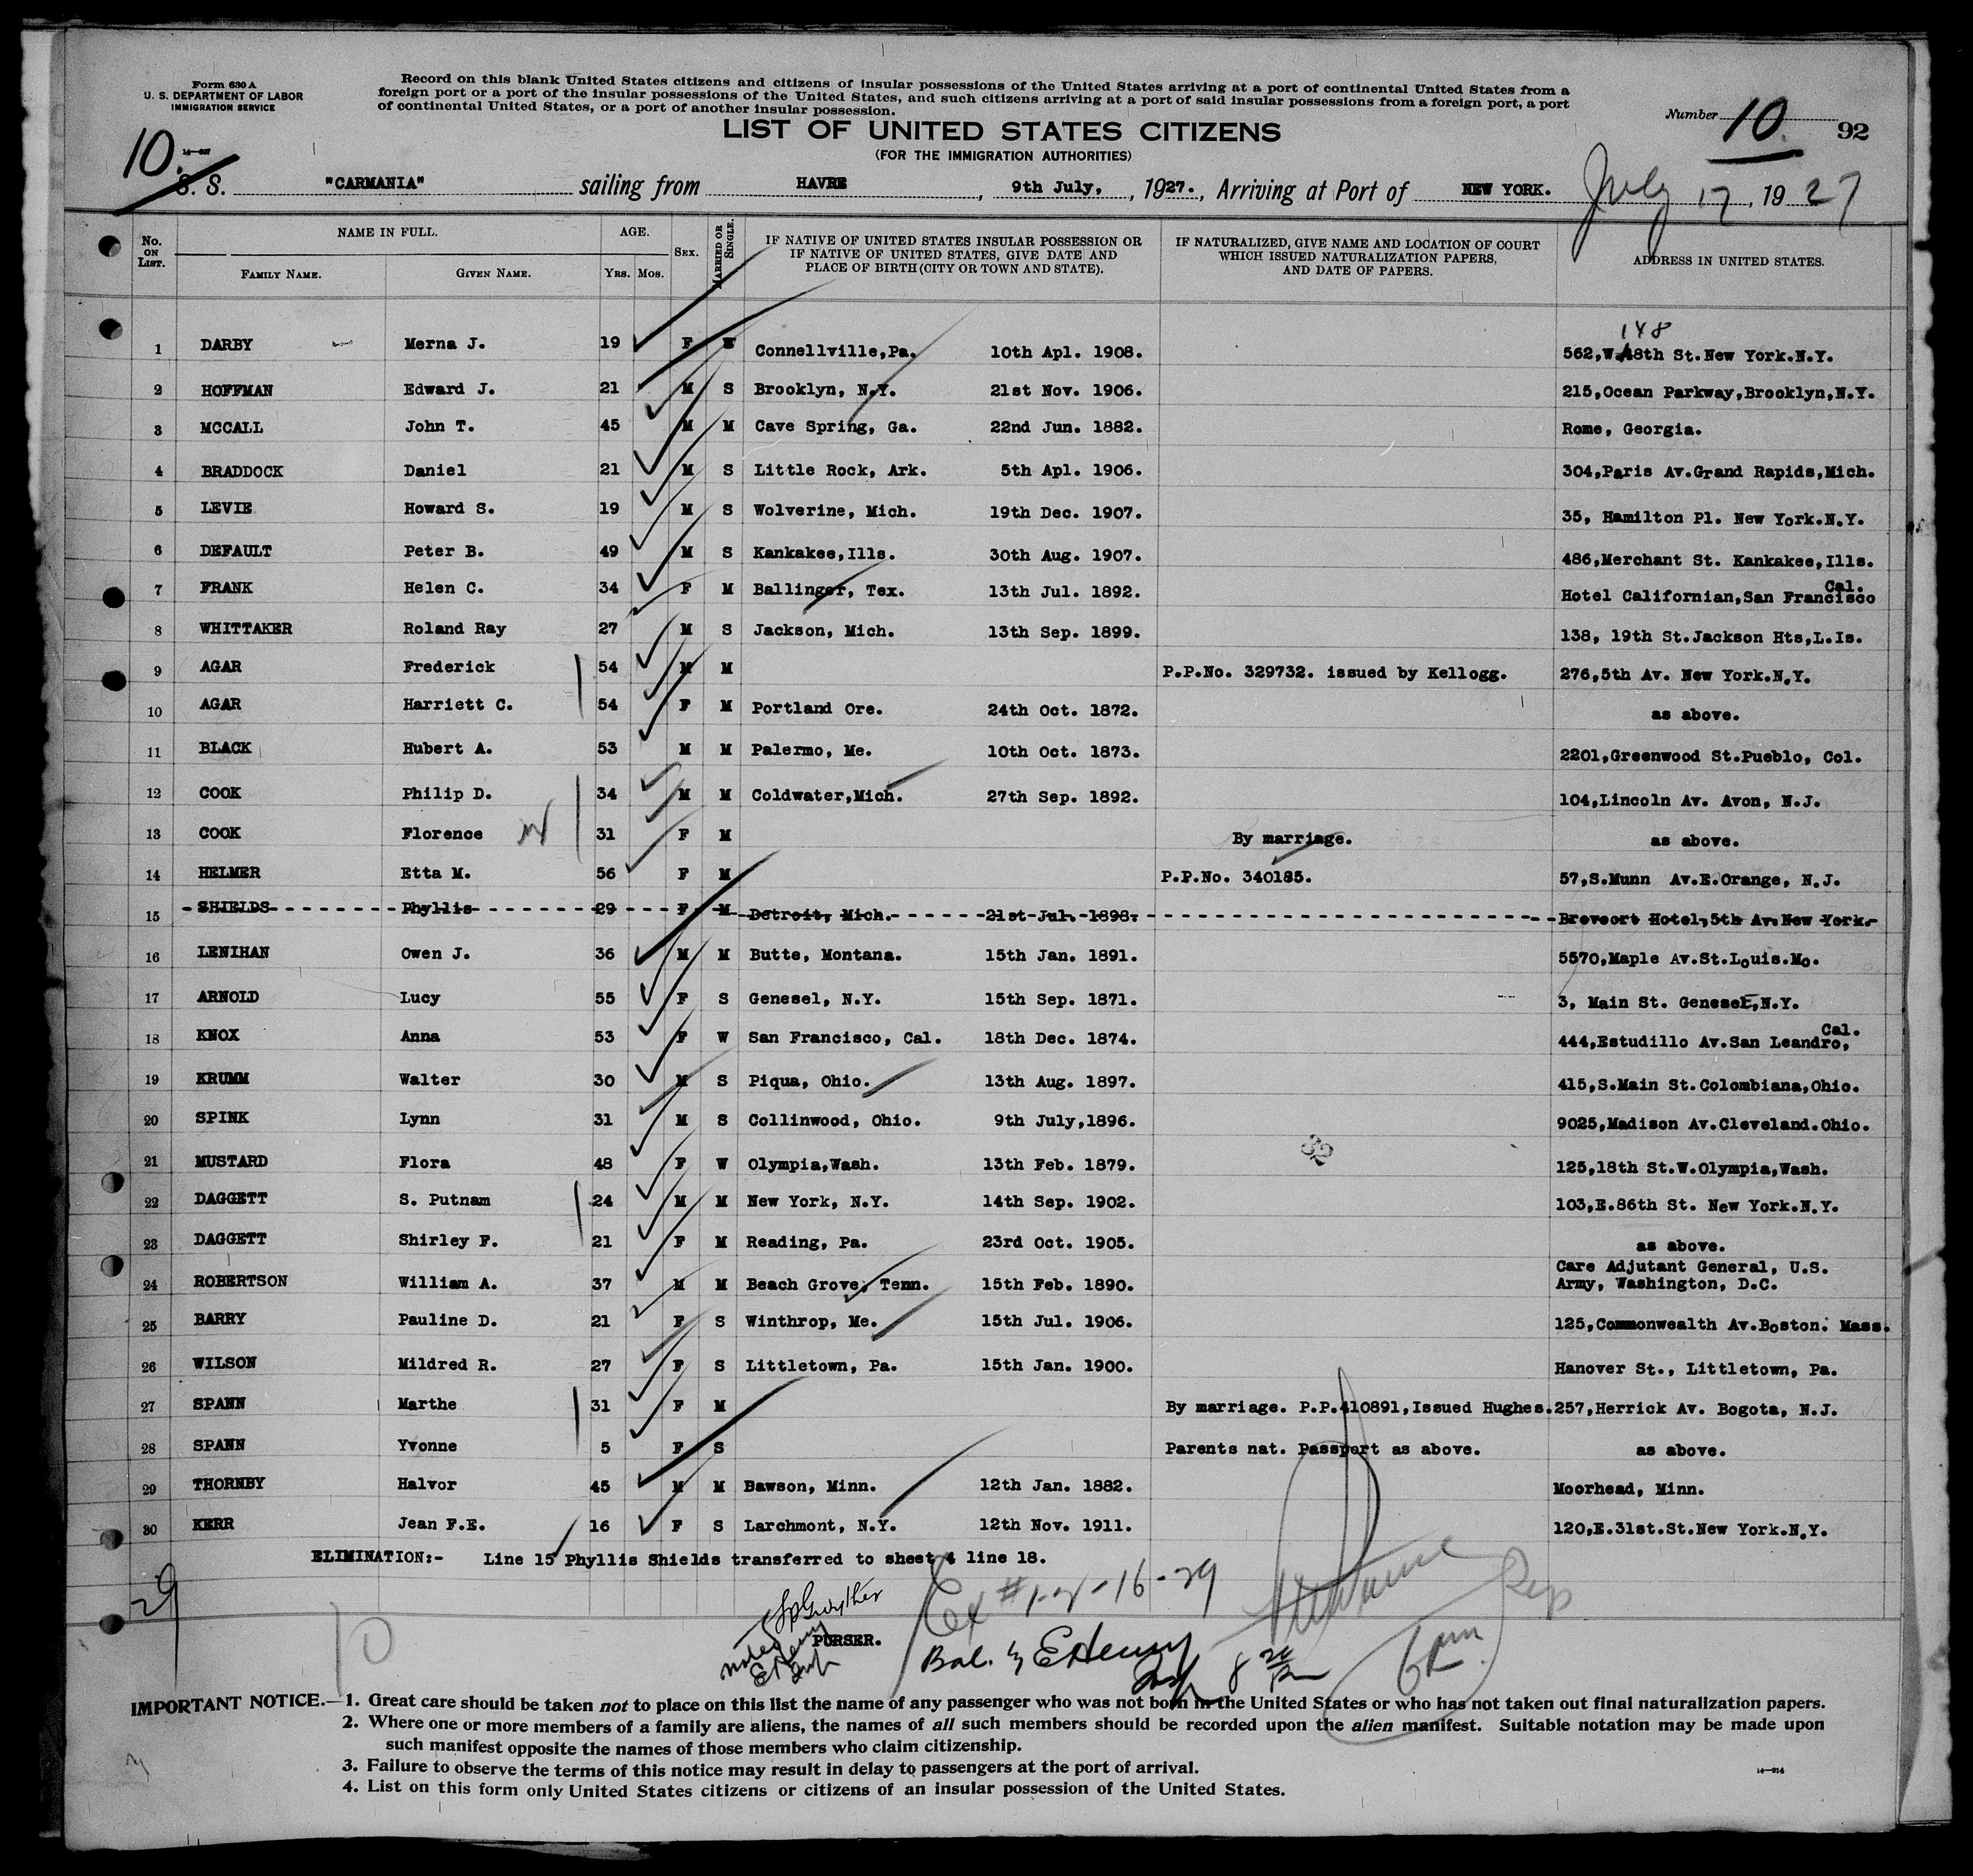 Form 630 A
U. S. DEPARTMENT OF LABOR
IMMIGRATION SERVICE
14—907
Record on this blank United States citizens and citizens of insular possessions of the United States arriving at a port of continental United States from a
foreign port or a port of the insular possessions of the United States, and such citizens arriving at a port of said insular possessions from a foreign port, a port
of continental United States, or a port of another insular possession.
LIST OF UNITED STATES CITIZENS
(FOR THE IMMIGRATION AUTHORITIES)
Number 10 92
10.
S. S. "CARMANIA" sailing from HAVRE, 9th July, , 1927., Arriving at Port of NEW YORK. July 17, 1927
No. ON LIST. NAME IN FULL. AGE. SEX. MARRIED OR SINGLE. IF NATIVE OF UNITED STATES INSULAR POSSESSION OR IF NATIVE OF UNITED STATES, GIVE DATE AND PLACE OF BIRTH (CITY OR TOWN AND STATE). IF NATURALIZED, GIVE NAME AND LOCATION OF COURT WHICH ISSUED NATURALIZATION PAPERS, AND DATE OF PAPERS. ADDRESS IN UNITED STATES.
FAMILY NAME. GIVEN NAME. YRS. MOS.
148
1 DARBY Merna J. 19 F S Connellville,Pa. 10th Apl. 1908. 562,W.48th St.New York.N.Y.
2 HOFFMAN Edward J. 21 M S Brooklyn, N.Y. 21st Nov. 1906. 215,Ocean Parkway,Brooklyn,N.Y.
3 MCCALL John T. 45 M M Cave Spring, Ga. 22nd Jun. 1882. Rome, Georgia.
4 BRADDOCK Daniel 21 M S Little Rock, Ark. 5th Apl. 1906. 304,Paris Av.Grand Rapids,Mich.
5 LEVIE Howard S. 19 M S Wolverine, Mich. 19th Dec. 1907. 35, Hamilton Pl. New York.N.Y.
6 DEFAULT Peter B. 49 M S Kankakee,Ills. 30th Aug. 1907. 486,Merchant St. Kankakee,Ills.
7 FRANK Helen C. 34 F M Ballinger, Tex. 13th Jul. 1892. Hotel Californian,San Francisco Cal.
8 WHITTAKER Roland Ray 27 M S Jackson, Mich. 13th Sep. 1899. 138, 19th St.Jackson Hts,L.Is.
9 AGAR Frederick 54 M M P.P.No. 329732. issued by Kellogg. 276,5th Av. New York.N.Y.
10 AGAR Harriett C. 54 F M Portland Ore. 24th Oct. 1872. as above.
11 BLACK Hubert A. 53 M M Palermo, Me. 10th Oct. 1873. 2201,Greenwood St.Pueblo, Col.
12 COOK Philip D. 34 M M Coldwater,Mich. 27th Sep. 1892. 104,Lincoln Av. Avon, N.J.
13 COOK Florence 31 F M By marriage. as above.
14 HELMER Etta M. 56 F M P.P.No. 340185. 57,S.Munn Av.E.Orange, N.J.
15 SHIELDS Phyllis 29 F M Detroit, Mich. 21st Jul. 1898. Brevoort Hotel,5th Av.New York.
16 LENIHAN Owen J. 36 M M Butte, Montana. 15th Jan. 1891. 5570,Maple Av.St.Louis.Mo.
17 ARNOLD Lucy 55 F S Genesel, N.Y. 15th Sep. 1871. 3, Main St. GeneseE,N.Y.
18 KNOX Anna 53 F W San Francisco, Cal. 18th Dec. 1874. 444,Estudillo Av.San Leandro, Cal.
19 KRUMM Walter 30 M S Piqua, Ohio. 13th Aug. 1897. 415,S.Main St.Colombiana,Ohio.
20 SPINK Lynn 31 M S Collinwood, Ohio. 9th July,1896. 9025,Madison Av.Cleveland.Ohio.
32
21 MUSTARD Flora 48 F W Olympia,Wash. 13th Feb. 1879. 125,18th St.W.Olympia,Wash.
22 DAGGETT S. Putnam 24 M M New York, N.Y. 14th Sep. 1902. 103,E.86th St. New York.N.Y.
23 DAGGETT Shirley F. 21 F M Reading, Pa. 23rd Oct. 1905. as above.
24 ROBERTSON William A. 37 M M Beach Grove, Tenn. 15th Feb. 1890. Care Adjutant General, U.S. Army, Washington, D.C.
25 BARRY Pauline D. 21 F S Winthrop, Me. 15th Jul. 1906. 125,Commonwealth Av.Boston. Mass.
26 WILSON Mildred R. 27 F S Littletown, Pa. 15th Jan. 1900. Hanover St., Littletown, Pa.
27 SPANN Marthe 31 F M By marriage. P.P.410891,Issued Hughes. 257,Herrick Av. Bogota, N.J.
28 SPANN Yvonne 5 F S Parents nat. Passport as above. as above.
29 THORNBY Halvor 45 M M Bawson, Minn. 12th Jan. 1882. Moorhead, Minn.
30 KERR Jean F.E. 16 F S Larchmont, N.Y. 12th Nov. 1911. 120,E.31st.St.New York.N.Y.
ELIMINATION:- Line 15 Phyllis Shields transferred to sheet 4 line 18.
29
10
PURSER.
noted
Bal. by EHenry
IMPORTANT NOTICE.—1. Great care should be taken not to place on this list the name of any passenger who was not born in the United States or who has not taken out final naturalization papers.
2. Where one or more members of a family are aliens, the names of all such members should be recorded upon the alien manifest. Suitable notation may be made upon
such manifest opposite the names of those members who claim citizenship.
3. Failure to observe the terms of this notice may result in delay to passengers at the port of arrival.
4. List on this form only United States citizens or citizens of an insular possession of the United States.
14—914